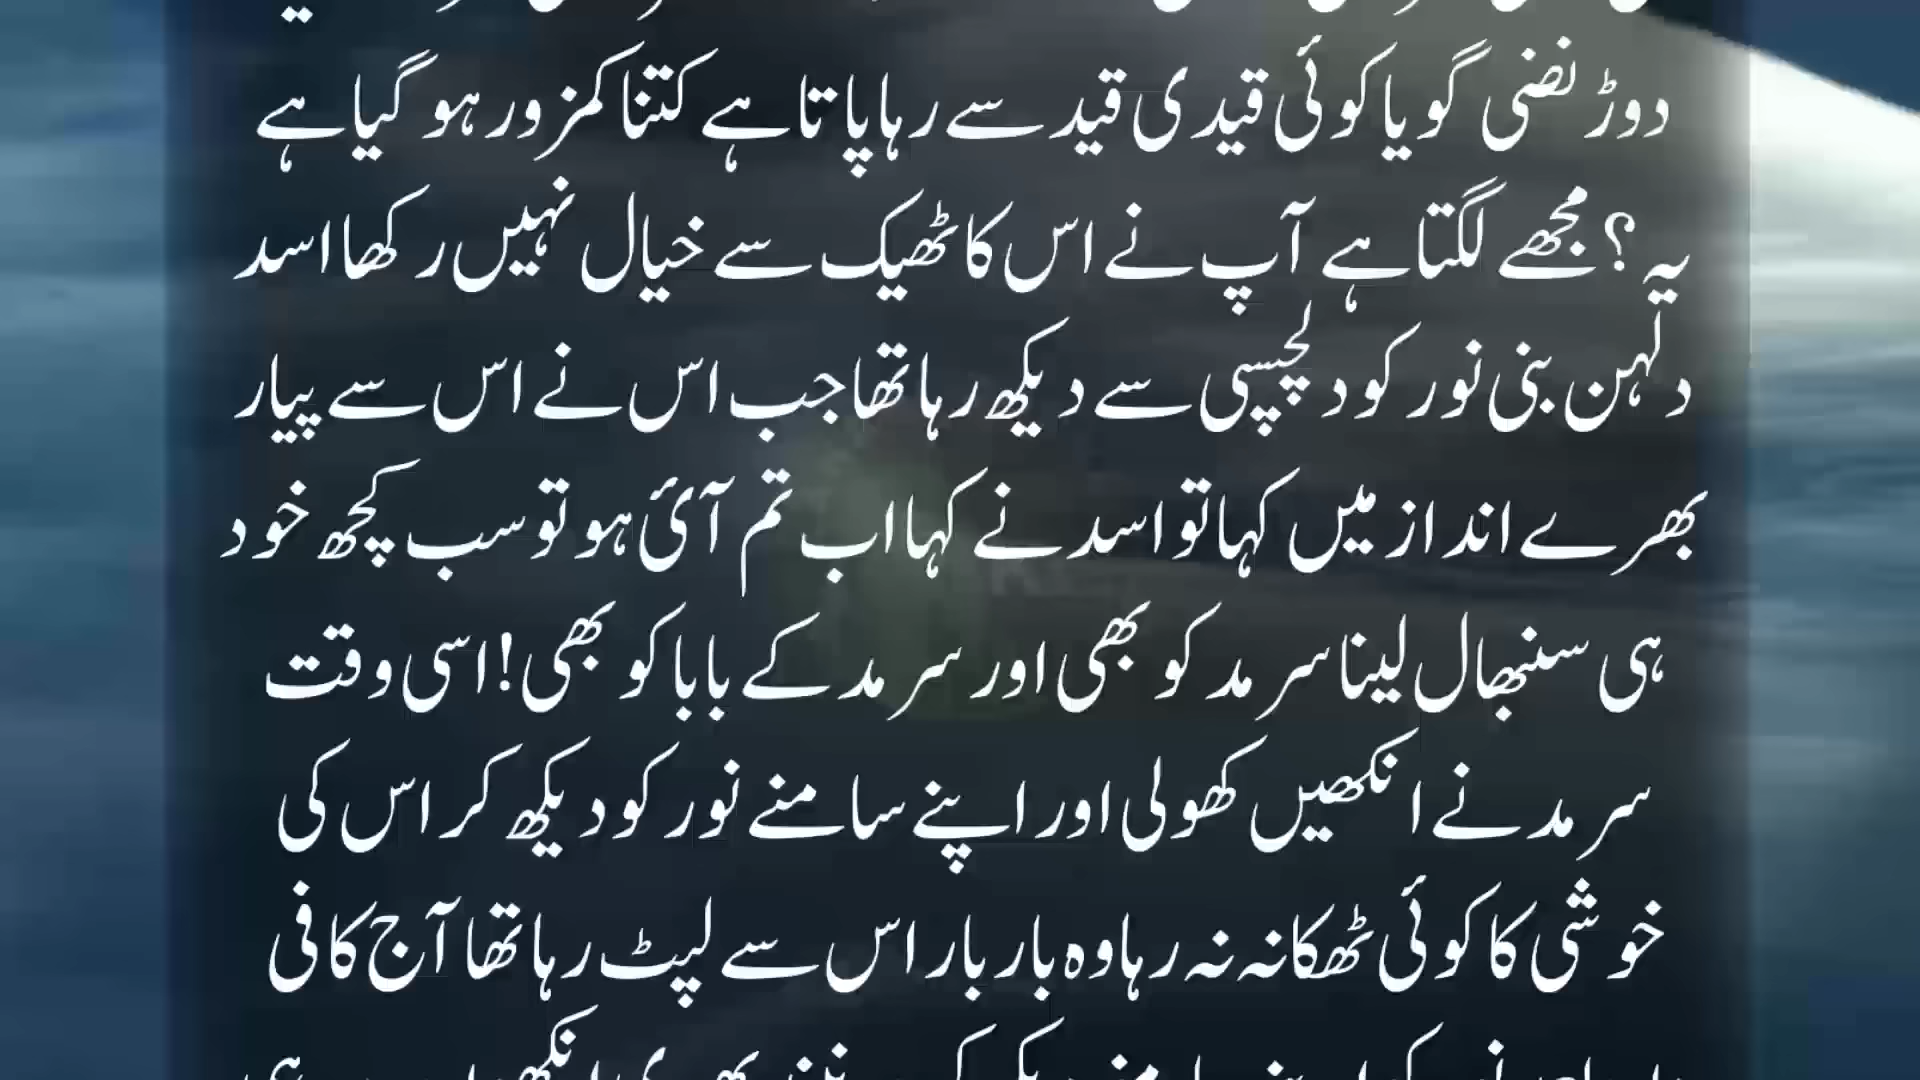 دوڑ نضی گویا کوئی قیدی قید سے رہا پا تا ہے کتنا کمزور ہو گیا ہے
یہ ؟ مجھے لگتا ہے آپ نے اس کا ٹھیک سے خیال نہیں رکھا اسد
دلہن بنی نور کو دلچسپی سے دیکھ رہا تھا جب اس نے اس سے پیار
بھرے انداز میں کہا تو اسد نے کہا اب تم آئ ہو تو سب کچھ خود
ہی سنبھال لینا سرمد کو بھی اور سرمد کے بابا کو بھی ! اسی وقت
سرمد نے انکھیں کھولی اور اپنے سامنے نور کو دیکھ کر اس کی
خوشی کا کوئی ٹھکانہ نہ رہا وہ بار بار اس سے لپٹ رہا تھا آج کافی